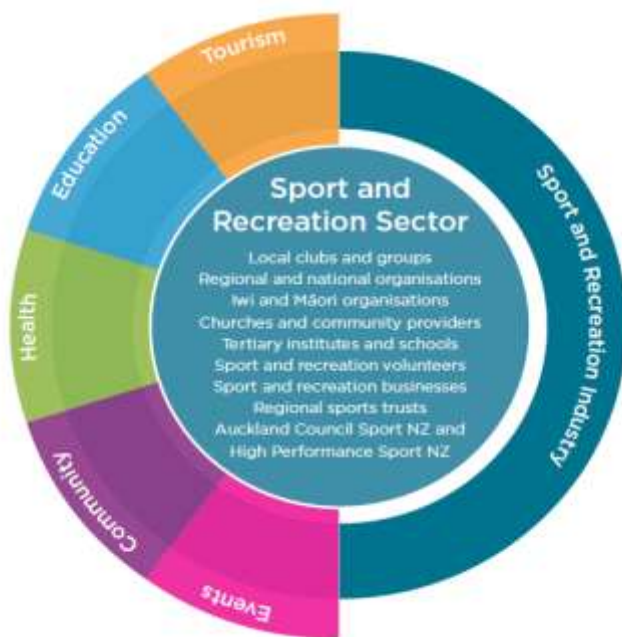 Tourism
Education
Health
Community
Events
Sport and
Recreation Sector
Local clubs and groups
Regional and national organisations
Iwi and Māori organisations
Churches and community providers
Tertiary institutes and schools
Sport and recreation volunteers
Sport and recreation businesses
Regional sports trusts
Auckland Council Sport NZ and
High Performance Sport NZ
Sport and Recreation Industry